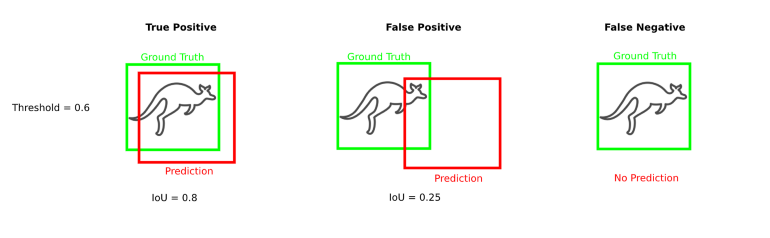 True Positive
False Positive
False Negative
Ground Truth
Ground Truth
Ground Truth
Threshold = 0.6
Prediction
Prediction
No Prediction
IoU = 0.8
IoU = 0.25